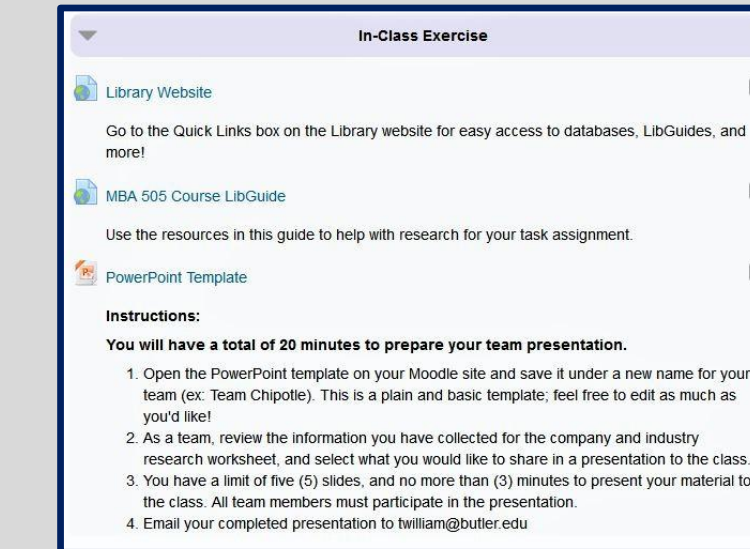 In-Class Exercise
Library Website
Go to the Quick Links box on the Library website for easy access to databases, LibGuides, and
more!
MBA 505 Course LibGuide
Use the resources in this guide to help with research for your task assignment.
PowerPoint Template
Instructions:
You will have a total of 20 minutes to prepare your team presentation.
1. Open the PowerPoint template on your Moodle site and save it under a new name for your
team (ex: Team Chipotle). This is a plain and basic template; feel free to edit as much as
you'd like!
2. As a team, review the information you have collected for the company and industry
research worksheet, and select what you would like to share in a presentation to the class.
3. You have a limit of five (5) slides, and no more than (3) minutes to present your material to
the class. All team members must participate in the presentation.
4. Email your completed presentation to twilliam@butler.edu